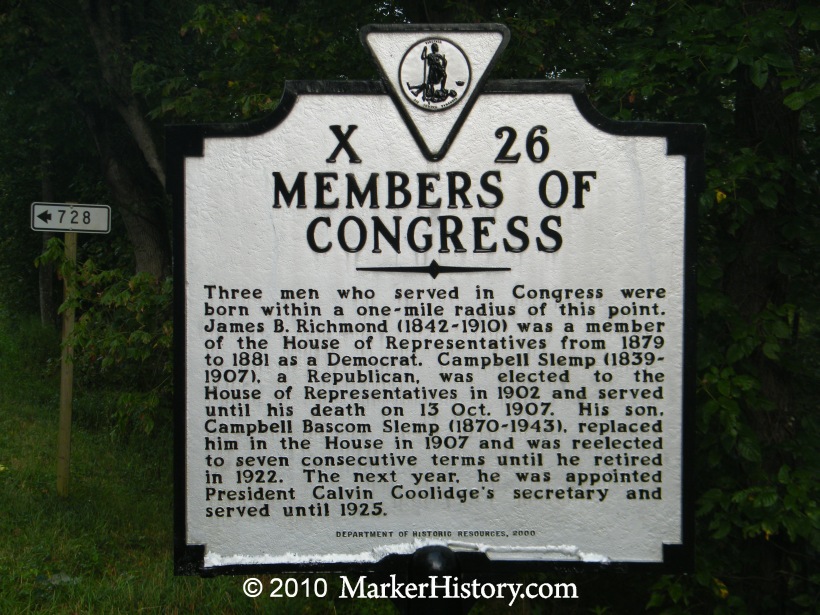 X 26
MEMBERS OF
CONGRESS
728
Three men who served in Congress were
born within a one-mile radius of this point.
James B. Richmond (1842-1910) was a member
of the House of Representatives from 1879
to 1881 as a Democrat. Campbell Slemp (1839-
1907), a Republican, was elected to the
House of Representatives in 1902 and served
until his death on 13 Oct. 1907. His son,
Campbell Bascom Slemp (1870-1943), replaced
him in the House in 1907 and was reelected
to seven consecutive terms until he retired
in 1922. The next year, he was appointed
President Calvin Coolidge's secretary and
served until 1925.
DEPARTMENT OF HISTORIC RESOURCES, 2000
© 2010 MarkerHistory.com